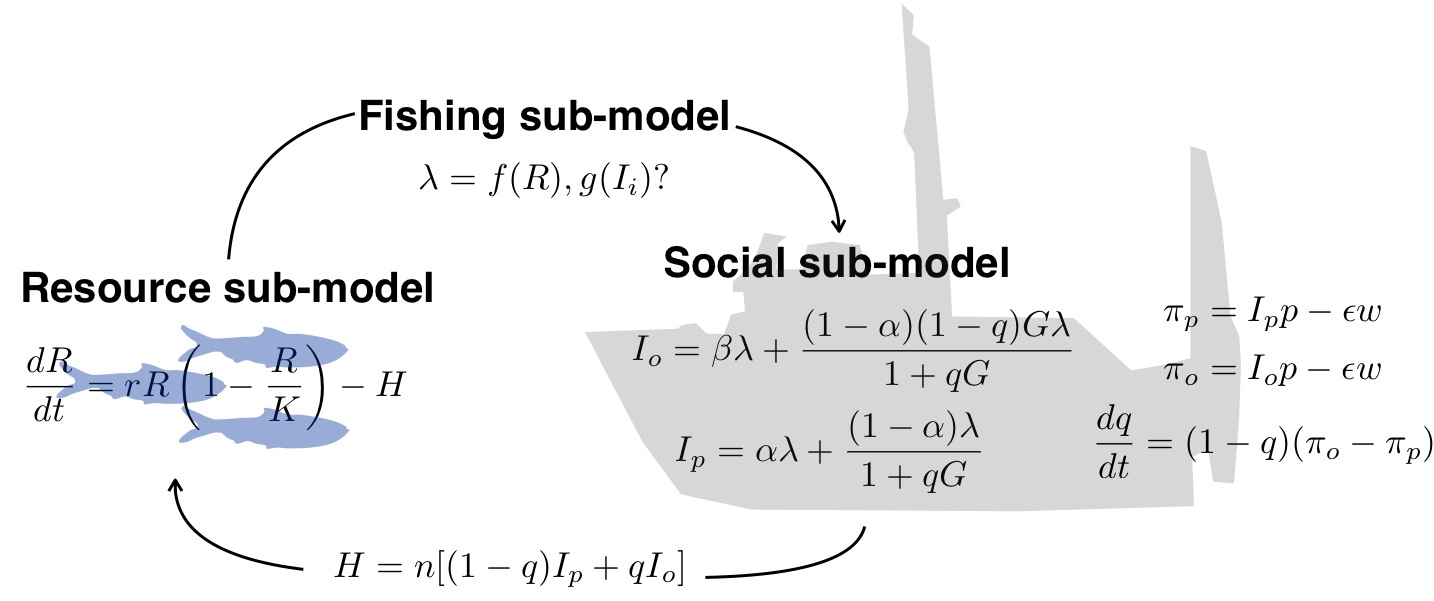 Fishing sub-model
λ = f(R), g(I_i)?
Resource sub-model
dR/dt = rR(1 − R/K) − H
Social sub-model
I_o = βλ + (1 − α)(1 − q)Gλ / 1 + qG
I_p = αλ + (1 − α)λ / 1 + qG
π_p = I_p p − ϵw
π_o = I_o p − ϵw
dq/dt = (1 − q)(π_o − π_p)
H = n[(1 − q)I_p + qI_o]